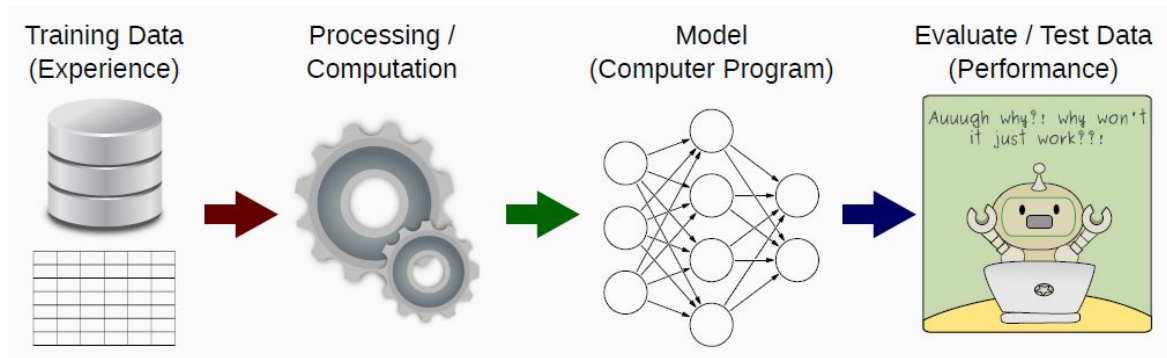 Training Data
(Experience)
Processing /
Computation
Model
(Computer Program)
Evaluate / Test Data
(Performance)
Auuugh why?! why won't
it just work??!